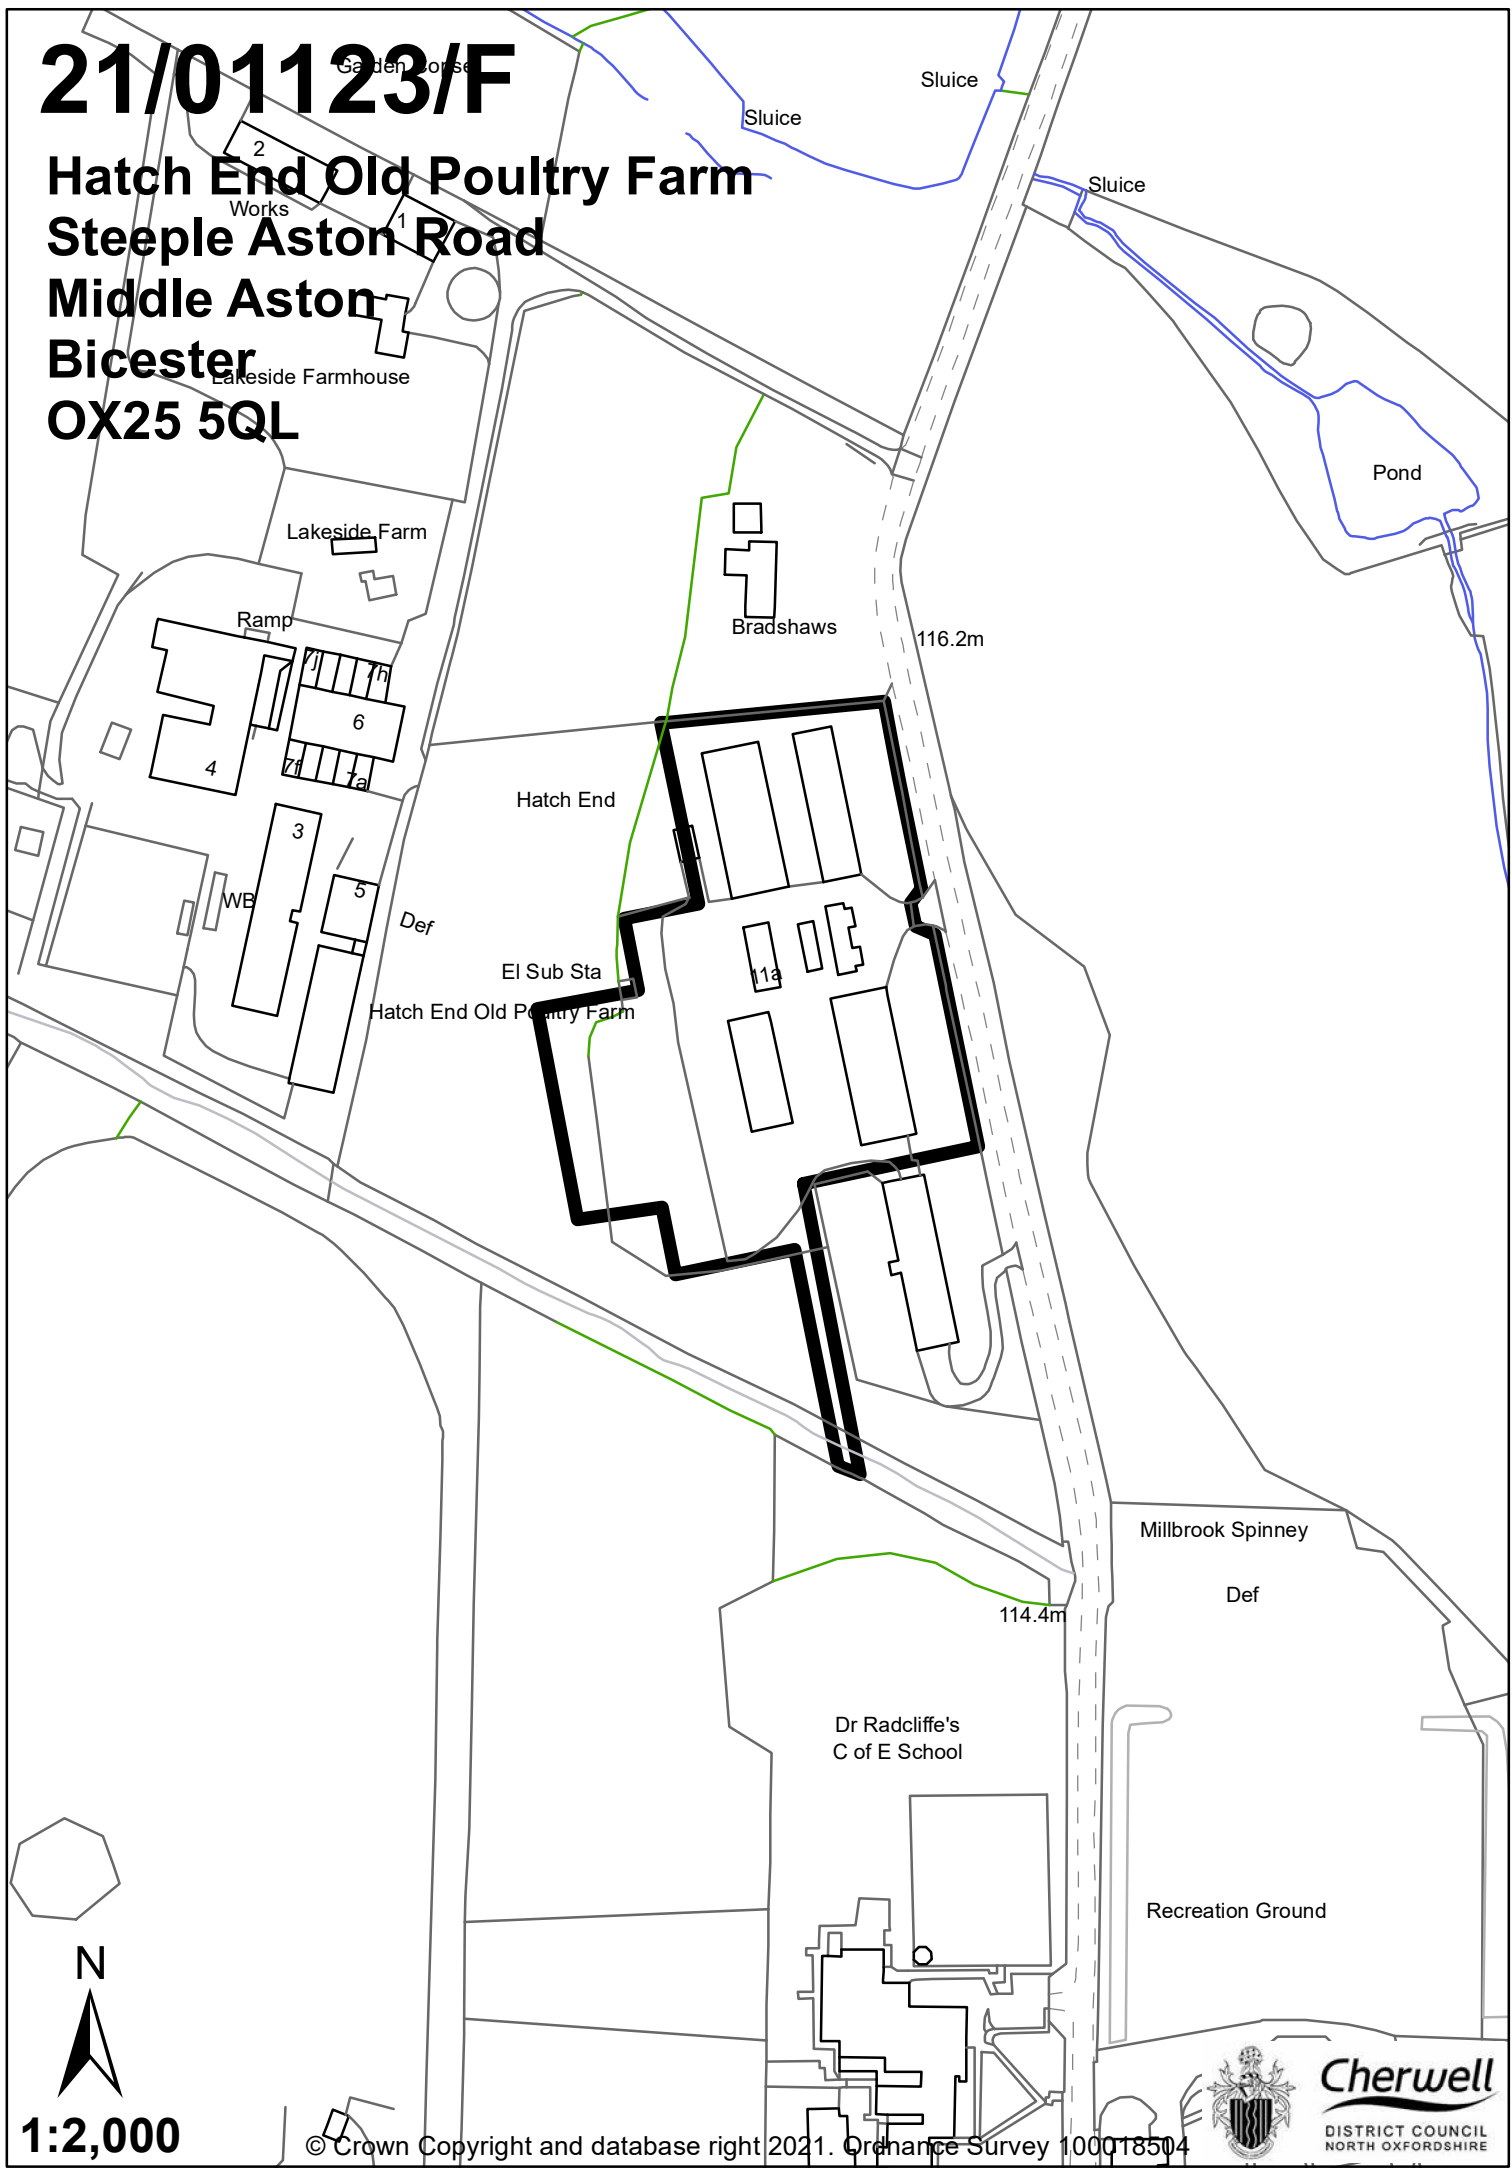 21/01123/F
Garden Copse
Hatch End Old Poultry Farm
Steeple Aston Road
Middle Aston
Bicester
OX25 5QL
Sluice
Sluice
Sluice
2
Works
1
Lakeside Farmhouse
Pond
Lakeside Farm
Ramp
Bradshaws
116.2m
7j
7h
6
4
7f
7a
Hatch End
3
5
WB
Def
El Sub Sta
11a
Hatch End Old Poultry Farm
Millbrook Spinney
Def
114.4m
Dr Radcliffe's
C of E School
Recreation Ground
N
1:2,000
© Crown Copyright and database right 2021. Ordnance Survey 100018504
Cherwell
DISTRICT COUNCIL
NORTH OXFORDSHIRE